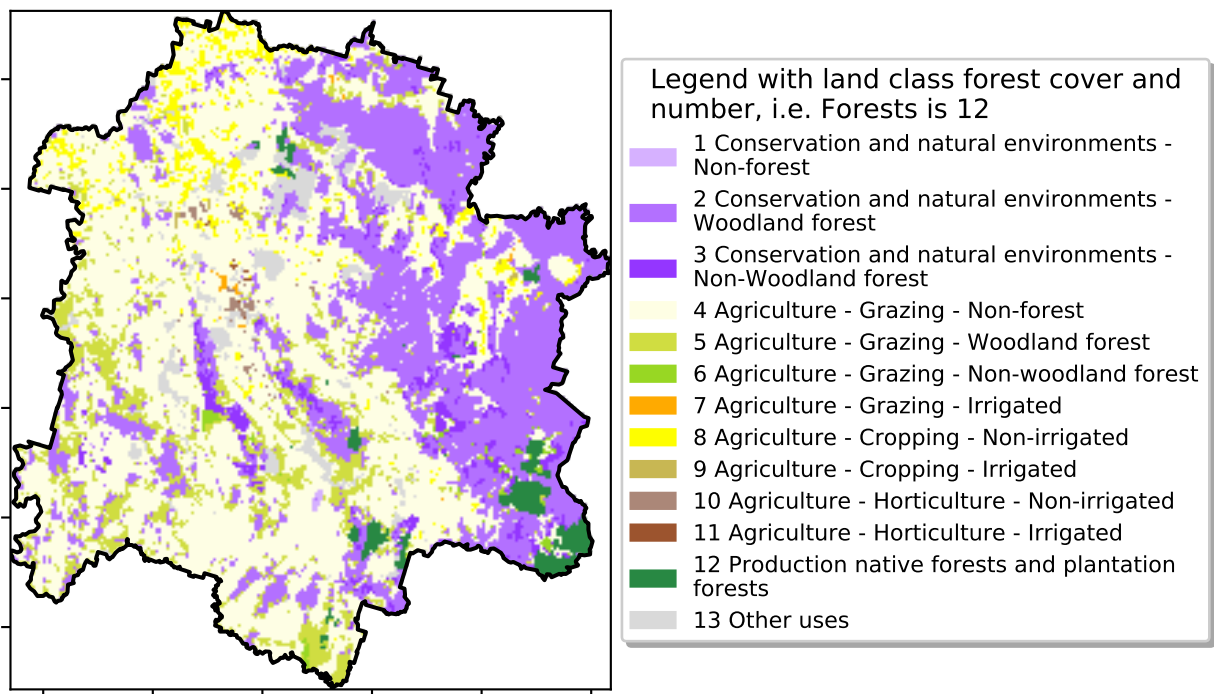 Legend with land class forest cover and
number, i.e. Forests is 12
1 Conservation and natural environments -
Non-forest
2 Conservation and natural environments -
Woodland forest
3 Conservation and natural environments -
Non-Woodland forest
4 Agriculture - Grazing - Non-forest
5 Agriculture - Grazing - Woodland forest
6 Agriculture - Grazing - Non-woodland forest
7 Agriculture - Grazing - Irrigated
8 Agriculture - Cropping - Non-irrigated
9 Agriculture - Cropping - Irrigated
10 Agriculture - Horticulture - Non-irrigated
11 Agriculture - Horticulture - Irrigated
12 Production native forests and plantation
forests
13 Other uses